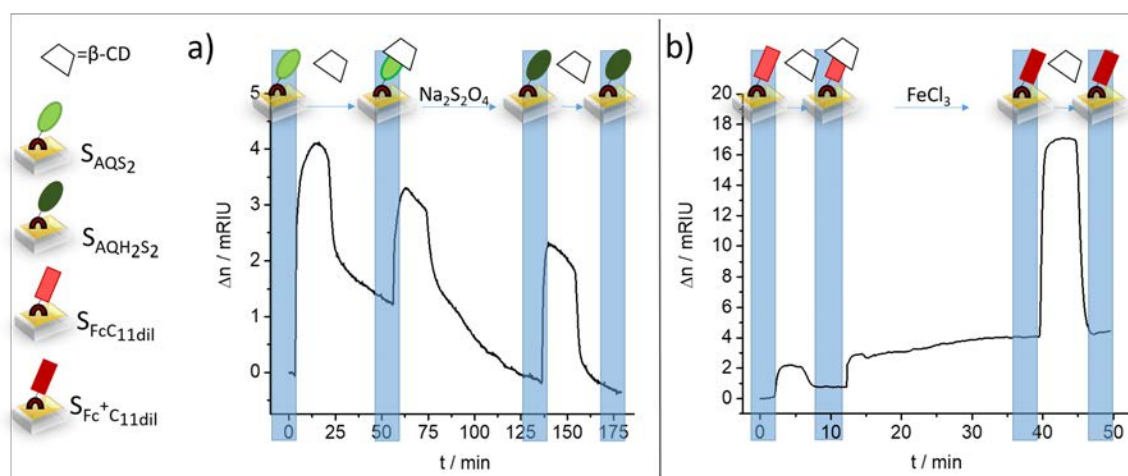 =β-CD
S_AQS₂
S_AQH₂S₂
S_FcC₁₁dil
S_Fc⁺C₁₁dil
a)
Na₂S₂O₄
5
4
3
2
1
0
Δn / mRIU
0 25 50 75 100 125 150 175
t / min
b)
FeCl₃
20
18
16
14
12
10
8
6
4
2
0
Δn / mRIU
0 10 20 30 40 50
t / min